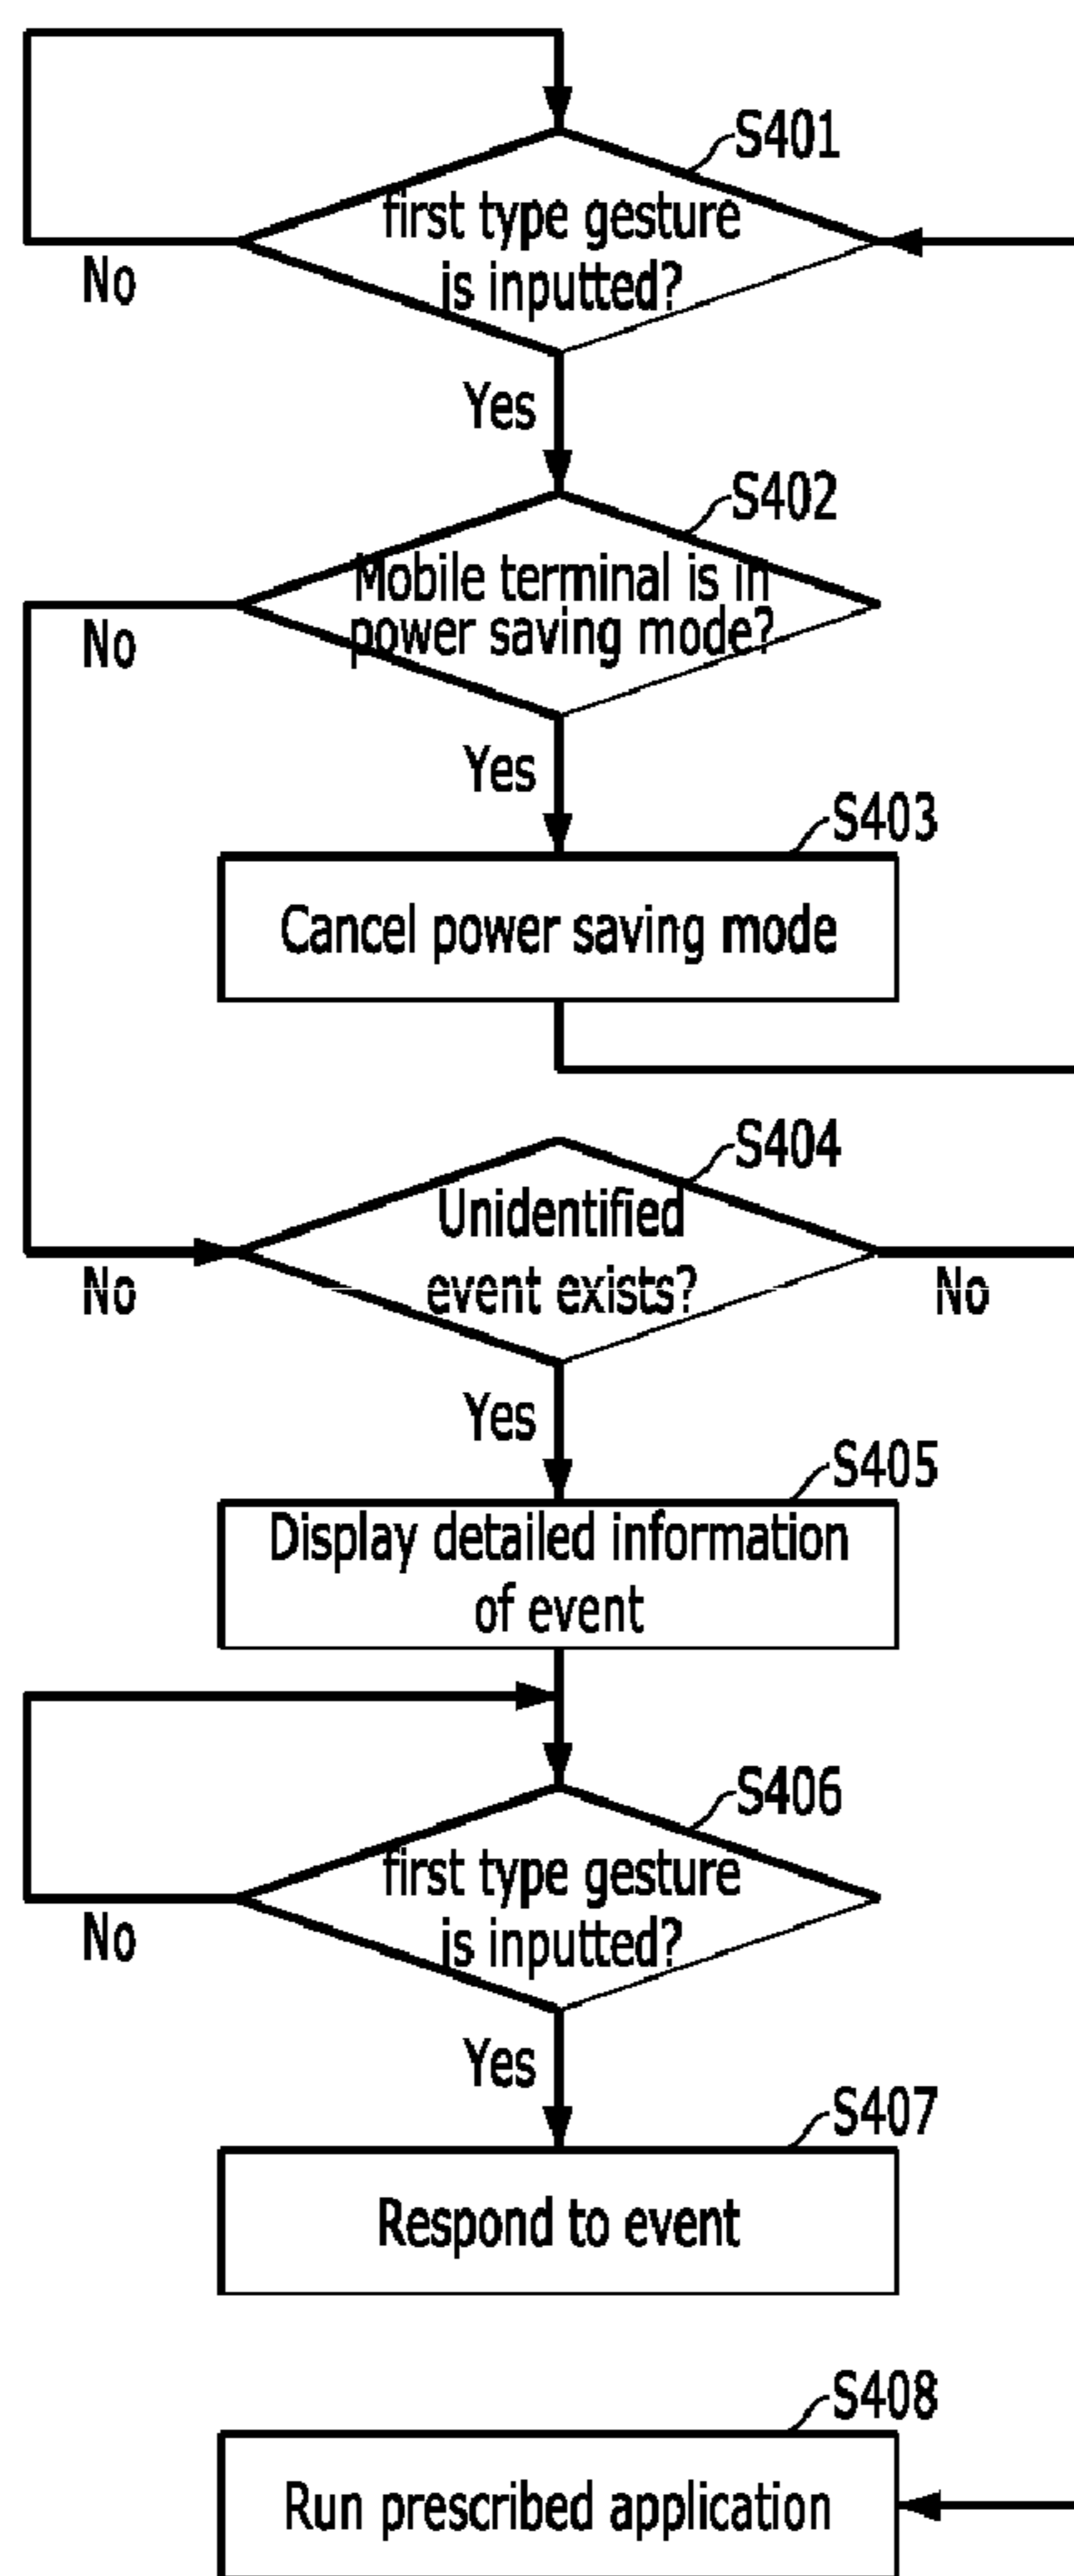 S401
first type gesture
is inputted?
No
Yes
S402
Mobile terminal is in
power saving mode?
No
Yes
S403
Cancel power saving mode
S404
Unidentified
event exists?
No
No
Yes
S405
Display detailed information
of event
S406
first type gesture
is inputted?
No
Yes
S407
Respond to event
S408
Run prescribed application